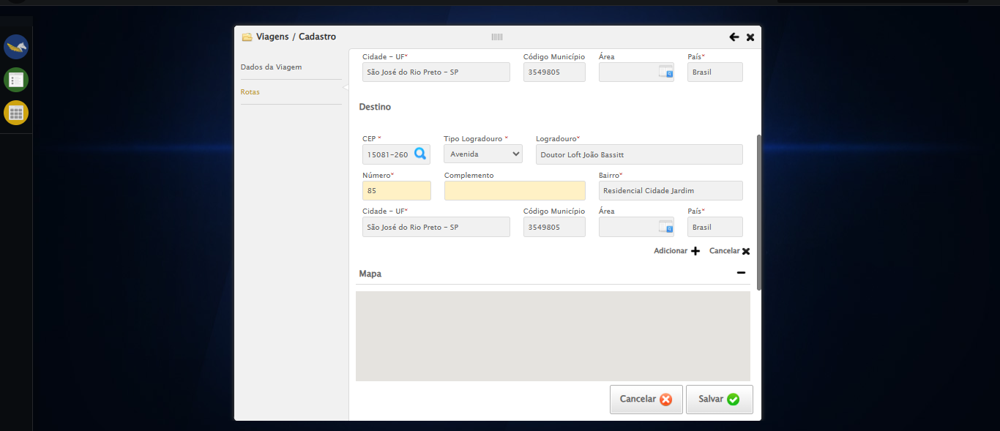 Viagens / Cadastro
Dados da Viagem
Rotas
Cidade - UF* Código Município Área País*
São José do Rio Preto - SP 3549805 Brasil
Destino
CEP * Tipo Logradouro * Logradouro*
15081-260 Avenida Doutor Loft João Bassitt
Número* Complemento Bairro*
85 Residencial Cidade Jardim
Cidade - UF* Código Município Área País*
São José do Rio Preto - SP 3549805 Brasil
Adicionar Cancelar
Mapa
Cancelar Salvar